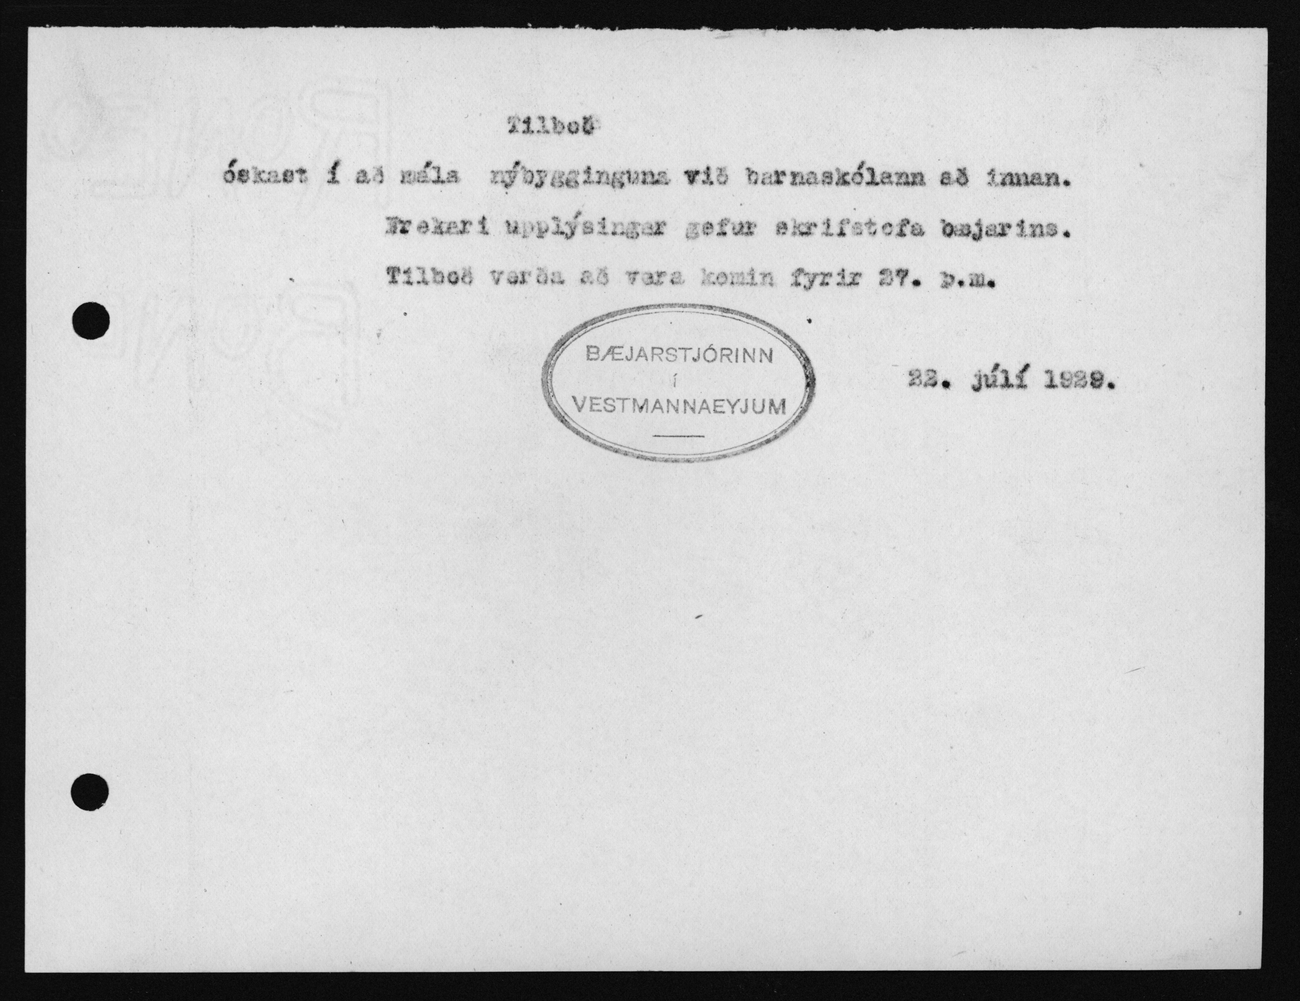 Tilboð
óskast í að mála nýbygginguna við barnaskólann að innan.
Frekari upplýsingar gefur skrifstofa bæjarins.
Tilboð verða að vera komin fyrir 27. þ.m.
BÆJARSTJÓRINN
í
VESTMANNAEYJUM
22. júlí 1929.